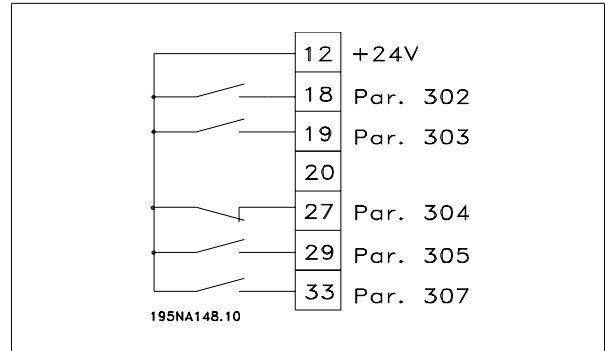 12 +24V
18 Par. 302
19 Par. 303
20
27 Par. 304
29 Par. 305
33 Par. 307
195NA148.10